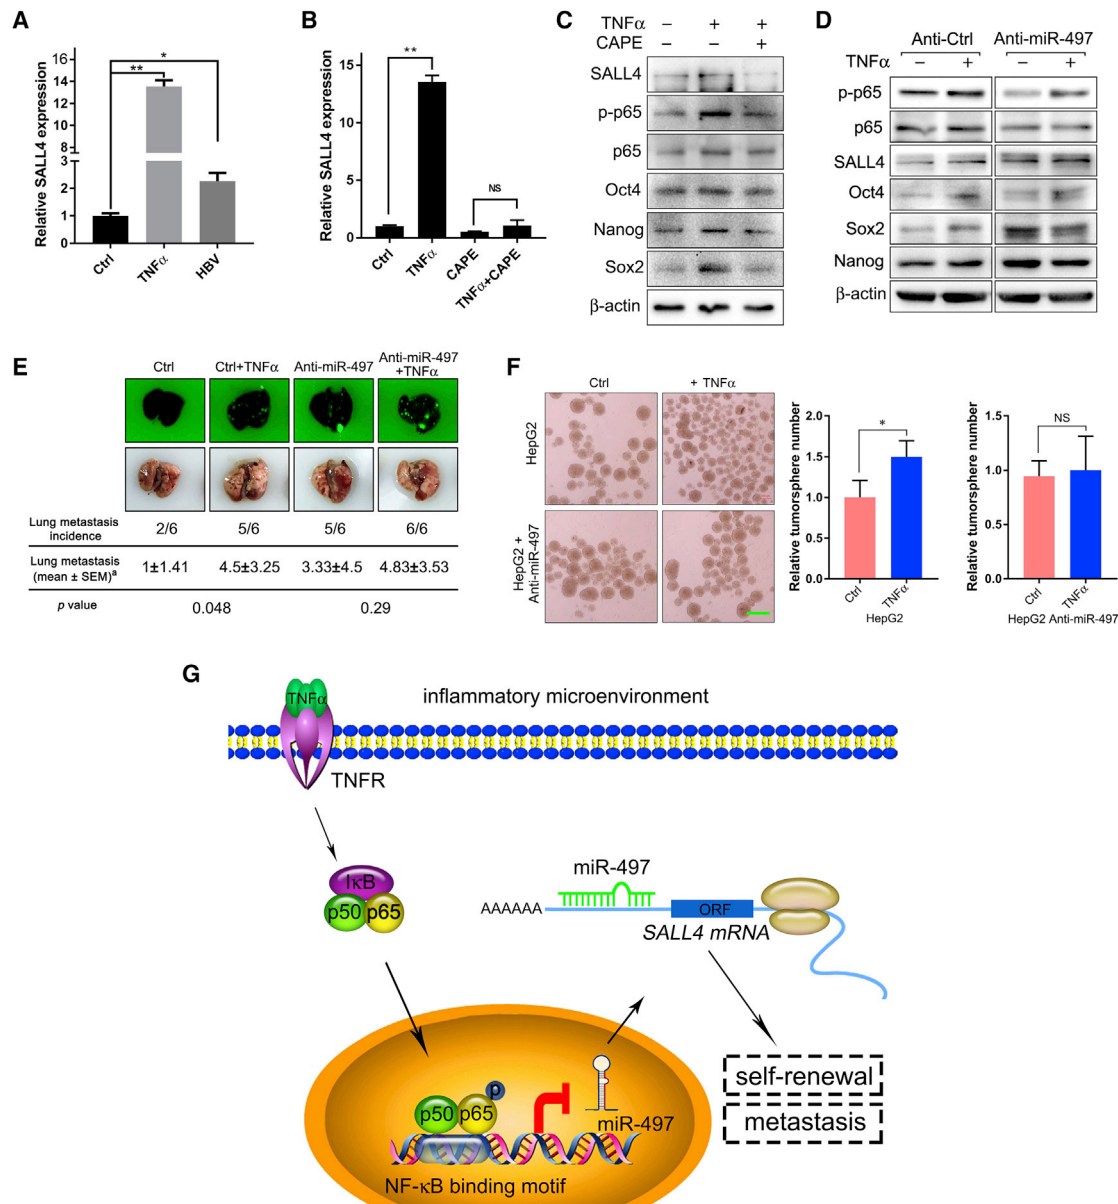 A
Relative SALL4 expression
16
14
12
10
8
6
4
3
2
1
0
**
*
Ctrl
TNFα
HBV
B
Relative SALL4 expression
15
10
5
0
**
NS
Ctrl
TNFα
CAPE
TNFα+CAPE
C
TNFα − + +
CAPE − − +
SALL4
p-p65
p65
Oct4
Nanog
Sox2
β-actin
D
Anti-Ctrl Anti-miR-497
TNFα − + − +
p-p65
p65
SALL4
Oct4
Sox2
Nanog
β-actin
E
Ctrl Ctrl+TNFα Anti-miR-497 Anti-miR-497
+TNFα
Lung metastasis
incidence
2/6 5/6 5/6 6/6
Lung metastasis
(mean ± SEM)ᵃ
1±1.41 4.5±3.25 3.33±4.5 4.83±3.53
p value 0.048 0.29
F
Ctrl + TNFα
HepG2
HepG2 +
Anti-miR-497
Relative tumorsphere number
2.0
1.5
1.0
0.5
0.0
*
Ctrl
TNFα
HepG2
Relative tumorsphere number
1.5
1.0
0.5
0.0
NS
Ctrl
TNFα
HepG2 Anti-miR-497
G
TNFα
inflammatory microenvironment
TNFR
IκB
p50 p65
miR-497
AAAAAA
ORF
SALL4 mRNA
self-renewal
metastasis
p
p50 p65
miR-497
NF-κB binding motif